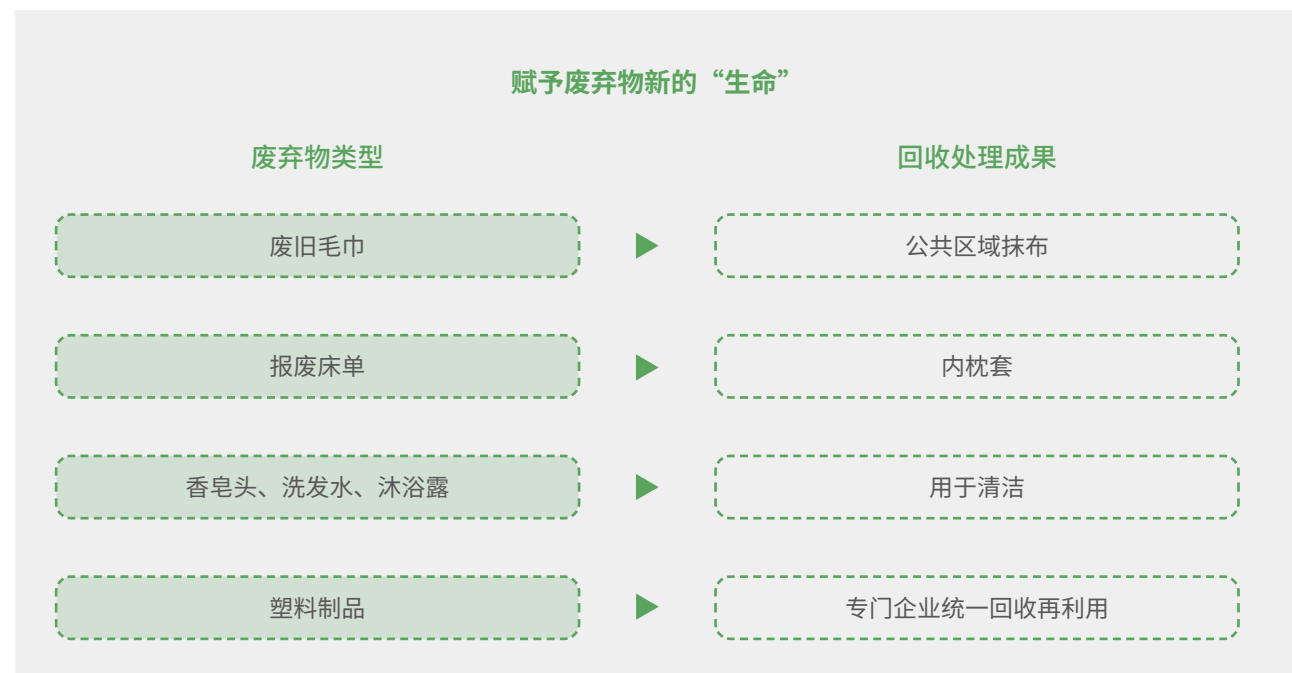 赋予废弃物新的“生命”
废弃物类型
回收处理成果
废旧毛巾
公共区域抹布
报废床单
内枕套
香皂头、洗发水、沐浴露
用于清洁
塑料制品
专门企业统一回收再利用